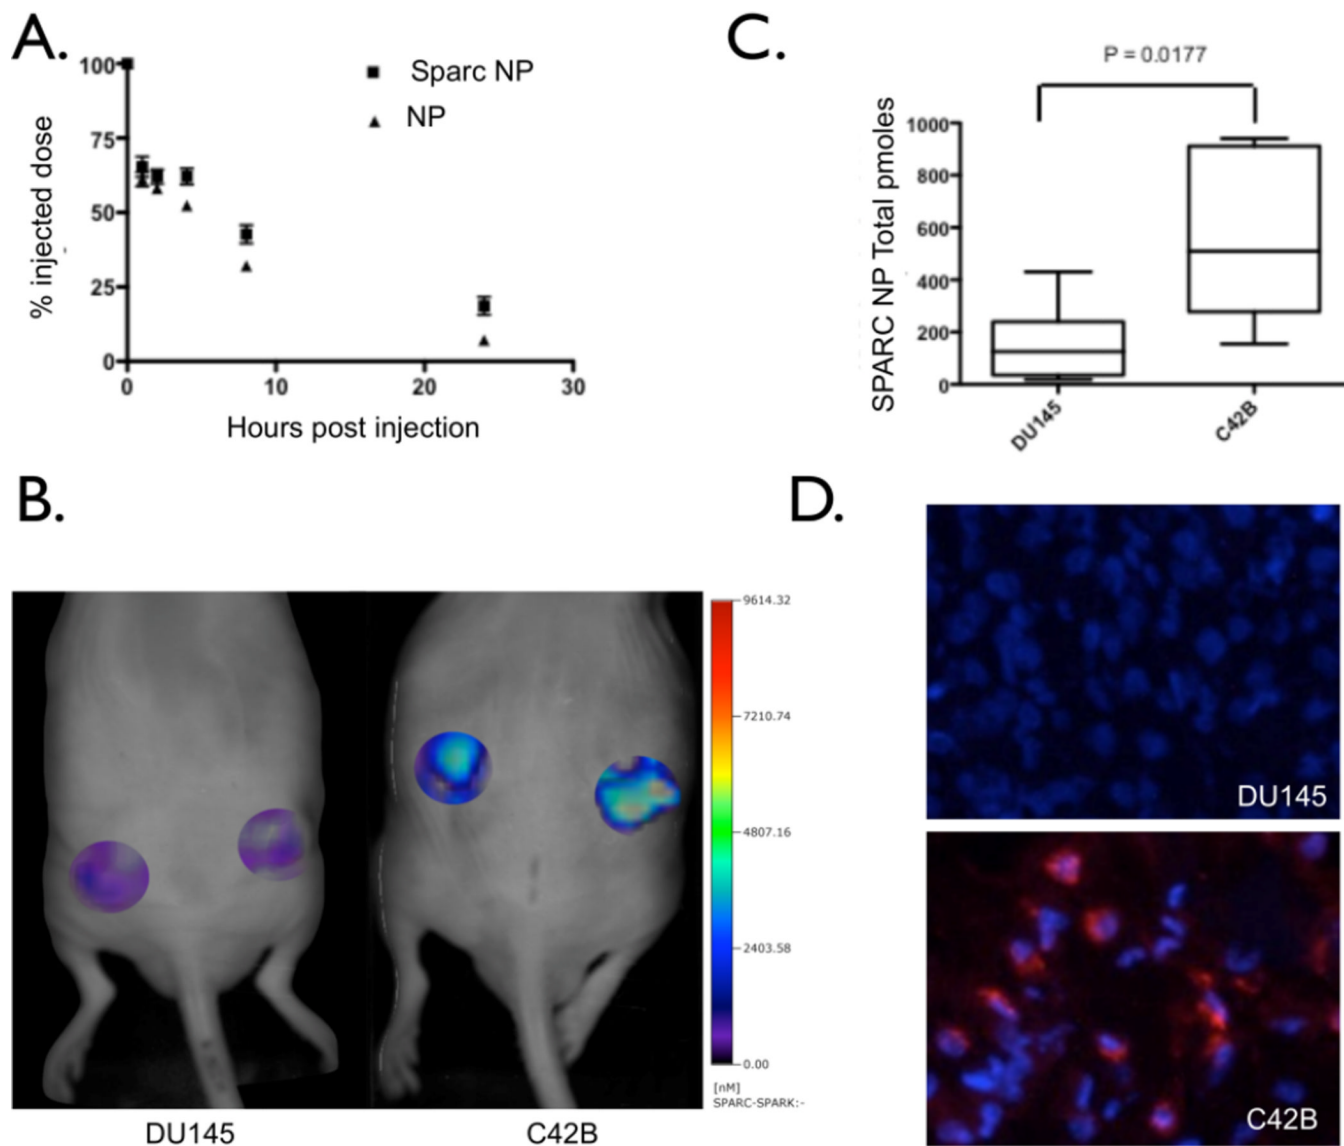 A.
100
75
50
25
0
0
10
20
30
% injected dose
Hours post injection
Sparc NP
NP
C.
P = 0.0177
SPARC NP Total pmoles
1000
800
600
400
200
0
DU145
C42B
B.
9614.32
7210.74
4807.16
2403.58
0.00
[nM]
SPARC-SPARK:-
DU145
C42B
D.
DU145
C42B